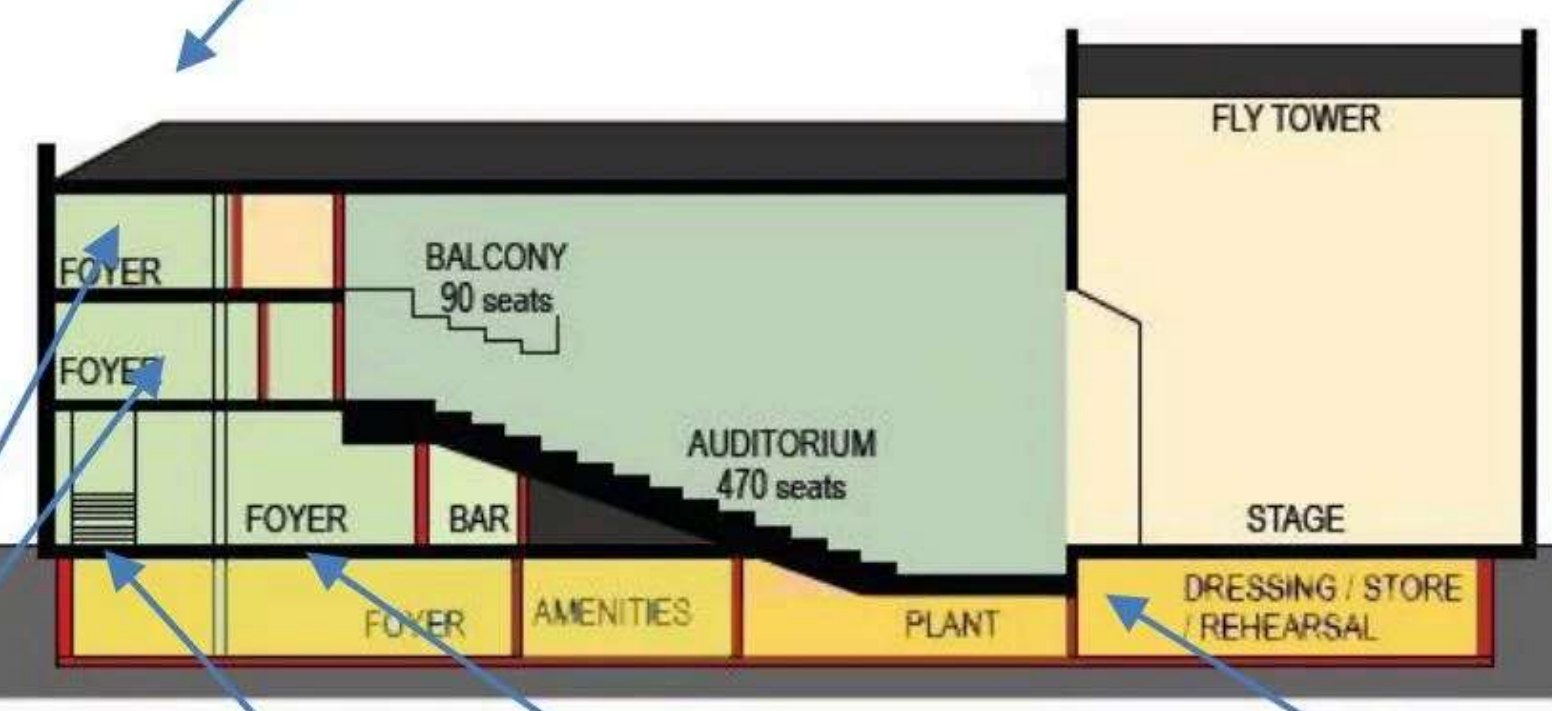 FLY TOWER
BALCONY
90 seats
FOYER
FOYER
AUDITORIUM
470 seats
FOYER
BAR
STAGE
FOYER
AMENITIES
PLANT
DRESSING / STORE
/ REHEARSAL